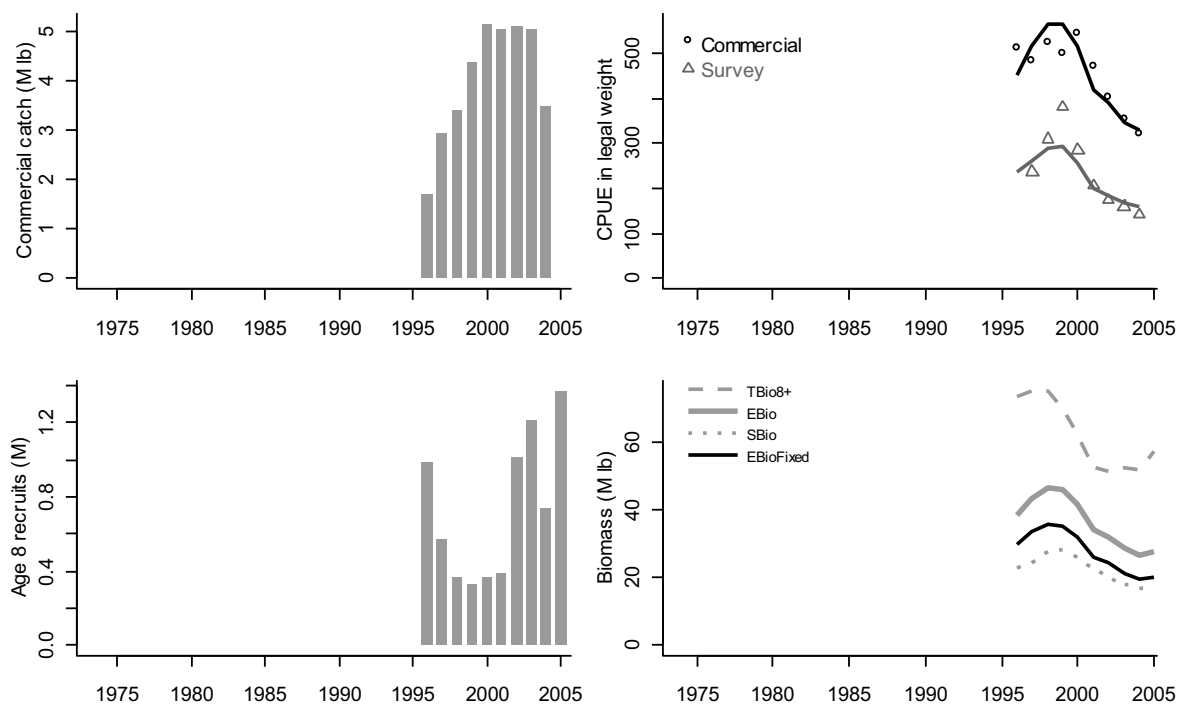 Commercial catch (M lb)
5
4
3
2
1
0
1975 1980 1985 1990 1995 2000 2005
CPUE in legal weight
500
300
100
0
Commercial
Survey
1975 1980 1985 1990 1995 2000 2005
Age 8 recruits (M)
1.2
0.8
0.4
0.0
1975 1980 1985 1990 1995 2000 2005
Biomass (M lb)
60
40
20
0
TBio8+
EBio
SBio
EBioFixed
1975 1980 1985 1990 1995 2000 2005